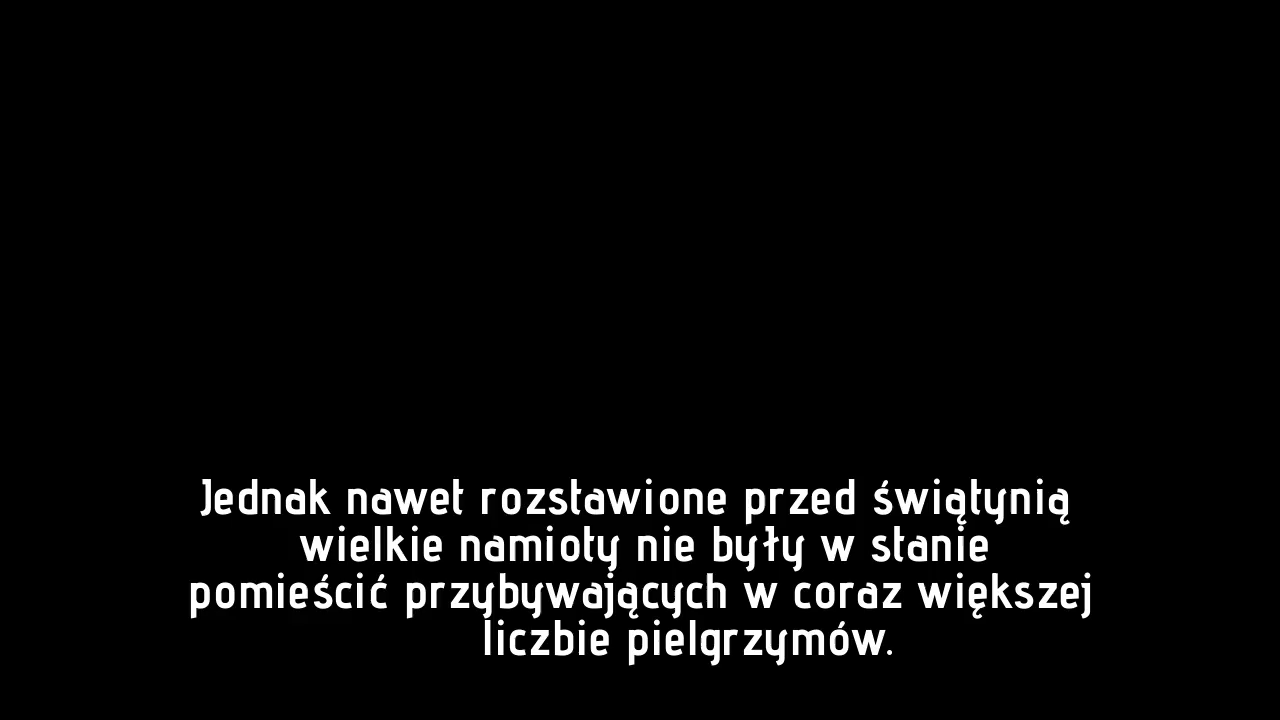 Jednak nawet rozstawione przed świątynią
wielkie namioty nie były w stanie
pomieścić przybywających w coraz większej
liczbie pielgrzymów.